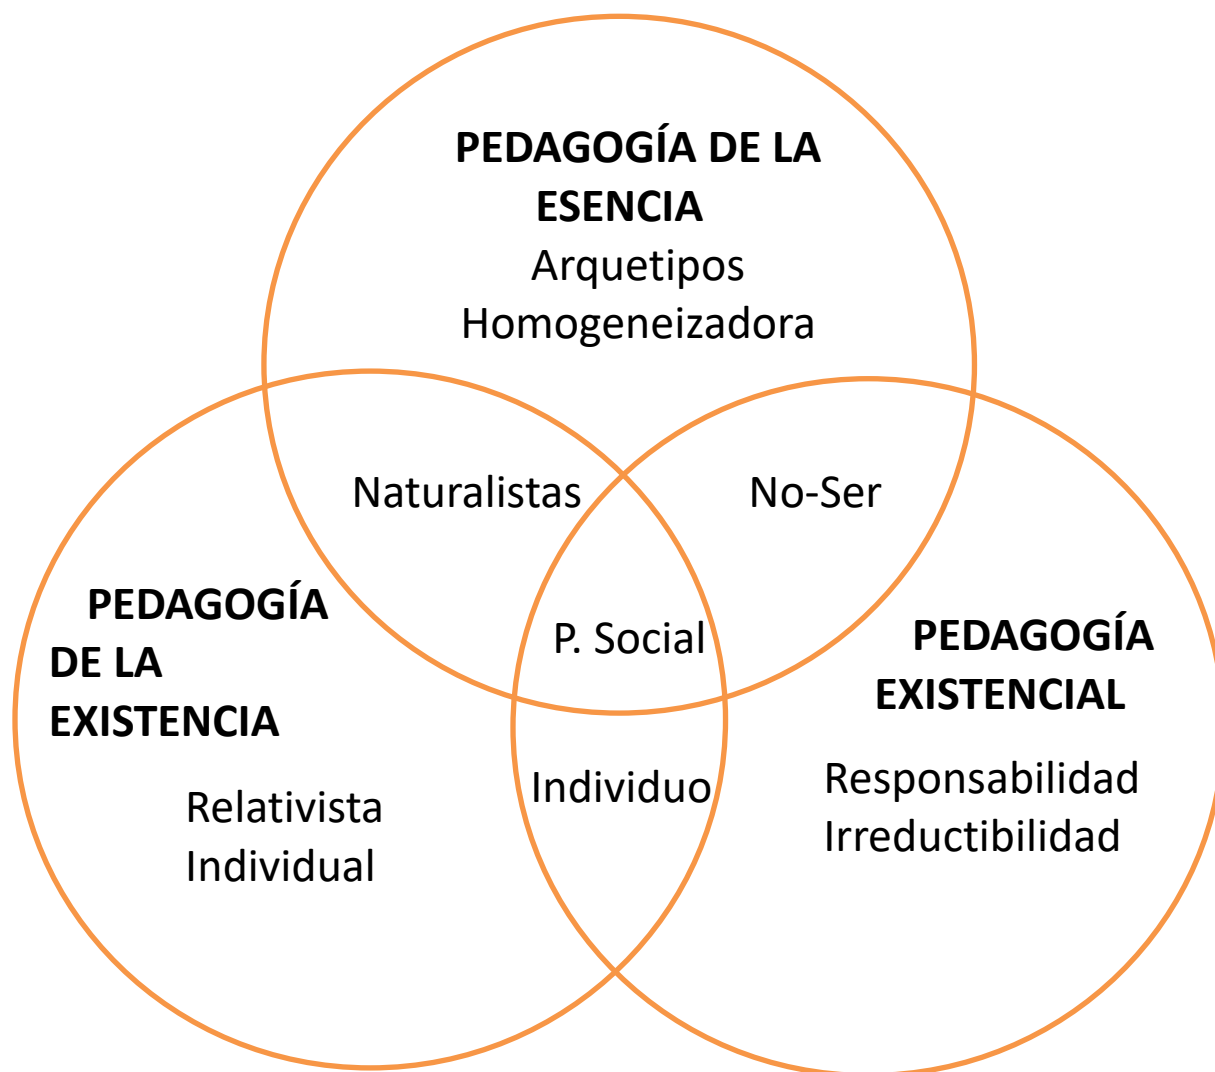 PEDAGOGÍA DE LA
ESENCIA
Arquetipos
Homogeneizadora
Naturalistas
No-Ser
PEDAGOGÍA
DE LA
EXISTENCIA
Relativista
Individual
P. Social
Individuo
PEDAGOGÍA
EXISTENCIAL
Responsabilidad
Irreductibilidad